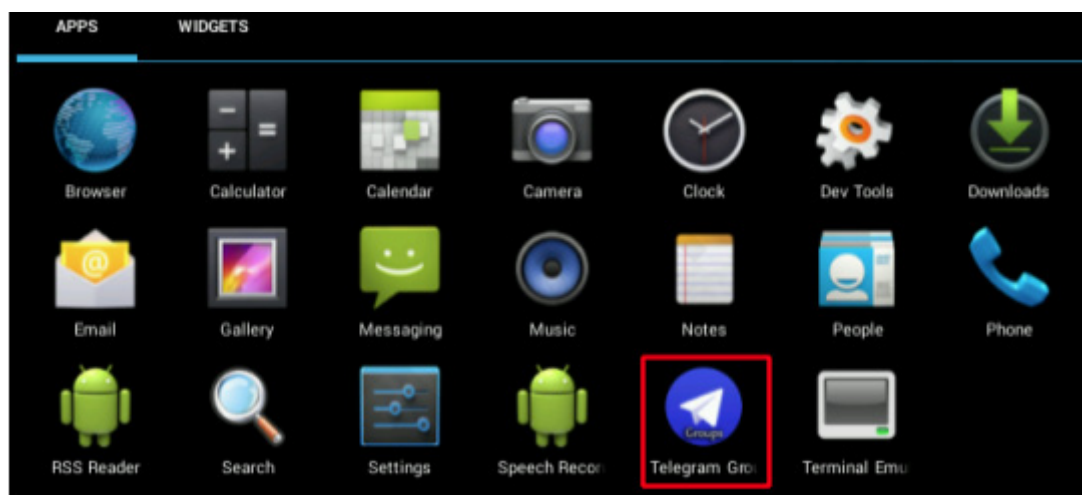 APPS WIDGETS
Browser Calculator Calendar Camera Clock Dev Tools Downloads
Email Gallery Messaging Music Notes People Phone
Groups
RSS Reader Search Settings Speech Recor Telegram Gro Terminal Emu